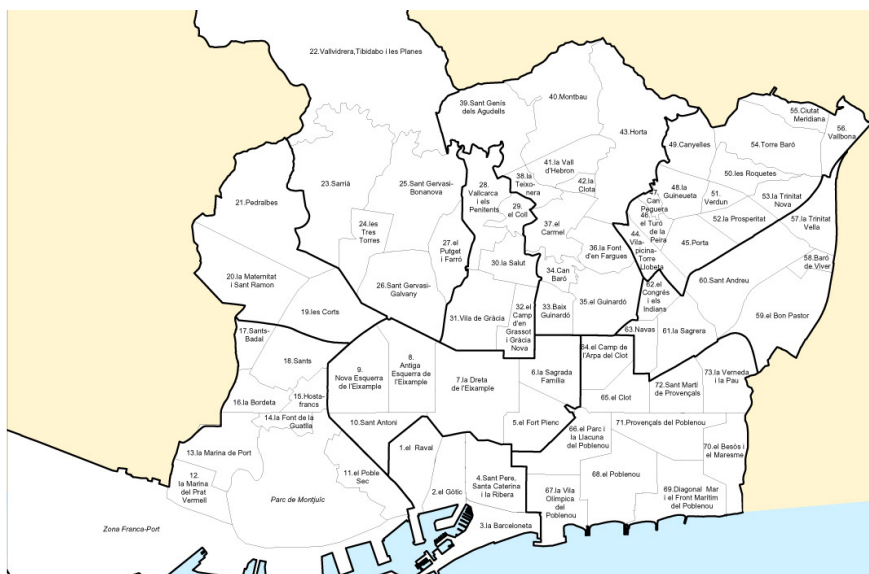 22.Vallvidrera,Tibidabo i les Planes
39.Sant Genís
dels Agudells
40.Montbau
43.Horta
55.Ciutat
Meridiana
56.
Vallbona
54.Torre Baró
49.Canyelles
50.les Roquetes
41.la Vall
d'Hebron
38.la
Teixo-
nera
42.la
Clota
23.Sarrià
25.Sant Gervasi-
Bonanova
28.
Vallcarca
i els
Penitents
29.
el Coll
47.
Can
Peguera
48.la
Guineueta
51.
Verdun
53.la Trinitat
Nova
21.Pedralbes
24.les
Tres
Torres
37.el
Carmel
46.
el Turó
de la
Peira
52.la Prosperitat
57.la Trinitat
Vella
44.
Vila-
picina-
Torre
Llobeta
45.Porta
27.el
Putget
i Farró
36.la Font
d'en Fargues
30.la Salut
58.Baró
de Viver
20.la Maternitat
i Sant Ramon
34.Can
Baró
60.Sant Andreu
26.Sant Gervasi-
Galvany
62.el
Congrés
i els
Indians
19.les Corts
31.Vila de Gràcia
32.el
Camp
d'en
Grassot
i Gràcia
Nova
33.Baix
Guinardó
35.el Guinardó
59.el Bon Pastor
17.Sants-
Badal
63.Navas
61.la Sagrera
18.Sants
9.
Nova Esquerra
de l'Eixample
8.
Antiga
Esquerra de
l'Eixample
64.el Camp de
l'Arpa del Clot
73.la Verneda
i la Pau
7.la Dreta
de l'Eixample
6.la Sagrada
Família
72.Sant Martí
de Provençals
16.la Bordeta
15.Hosta-
francs
65.el Clot
14.la Font de la
Guatlla
10.Sant Antoni
5.el Fort Pienc
66.el Parc i
la Llacuna
del Poblenou
71.Provençals del Poblenou
13.la Marina de Port
1.el Raval
70.el Besòs i
el Maresme
12.
la Marina
del Prat
Vermell
11.el Poble
Sec
4.Sant Pere,
Santa Caterina
i la Ribera
68.el Poblenou
Parc de Montjuïc
2.el Gòtic
67.la Vila
Olímpica
del
Poblenou
69.Diagonal Mar
i el Front Marítim
del Poblenou
Zona Franca-Port
3.la Barceloneta